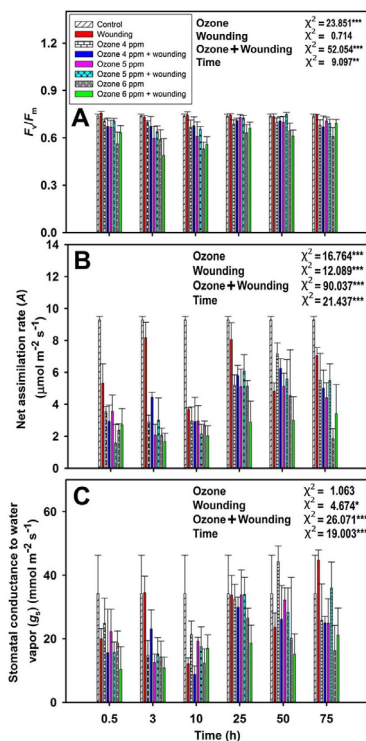 Control
Wounding
Ozone 4 ppm
Ozone 4 ppm + wounding
Ozone 5 ppm
Ozone 5 ppm + wounding
Ozone 6 ppm
Ozone 6 ppm + wounding
Ozone χ² = 23.851***
Wounding χ² = 0.714
Ozone + Wounding χ² = 52.054***
Time χ² = 9.097**
A
Fv/Fm
1.2
0.9
0.6
0.3
0.0
B
Ozone χ² = 16.764***
Wounding χ² = 12.089***
Ozone + Wounding χ² = 90.037***
Time χ² = 21.437***
Net assimilation rate (A)
(μmol m-2 s-1)
14
12
10
8
6
4
2
0
C
Ozone χ² = 1.063
Wounding χ² = 4.674*
Ozone + Wounding χ² = 26.071***
Time χ² = 19.003***
Stomatal conductance to water
vapor (gs) (mmol m-2 s-1)
60
40
20
0
0.5 3 10 25 50 75
Time (h)